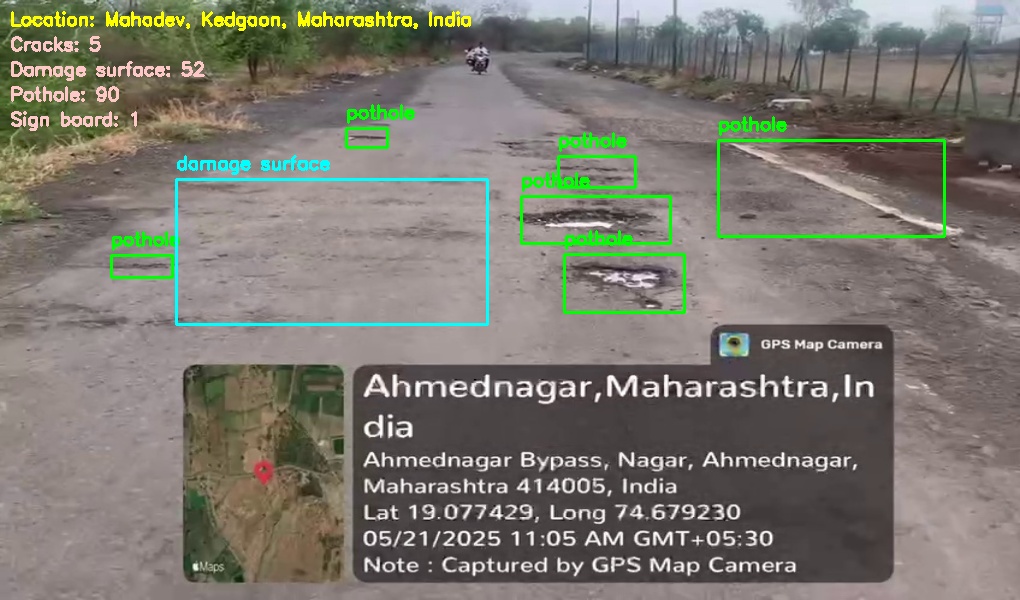 Location: Mahadev, Kedgaon, Maharashtra, India
Cracks: 5
Damage surface: 52
Pothole: 90
Sign board: 1
pothole
pothole
pothole
damage surface
pothole
pothole
pothole
GPS Map Camera
Ahmednagar,Maharashtra,In
dia
Ahmednagar Bypass, Nagar, Ahmednagar,
Maharashtra 414005, India
Lat 19.077429, Long 74.679230
05/21/2025 11:05 AM GMT+05:30
Note : Captured by GPS Map Camera
Maps